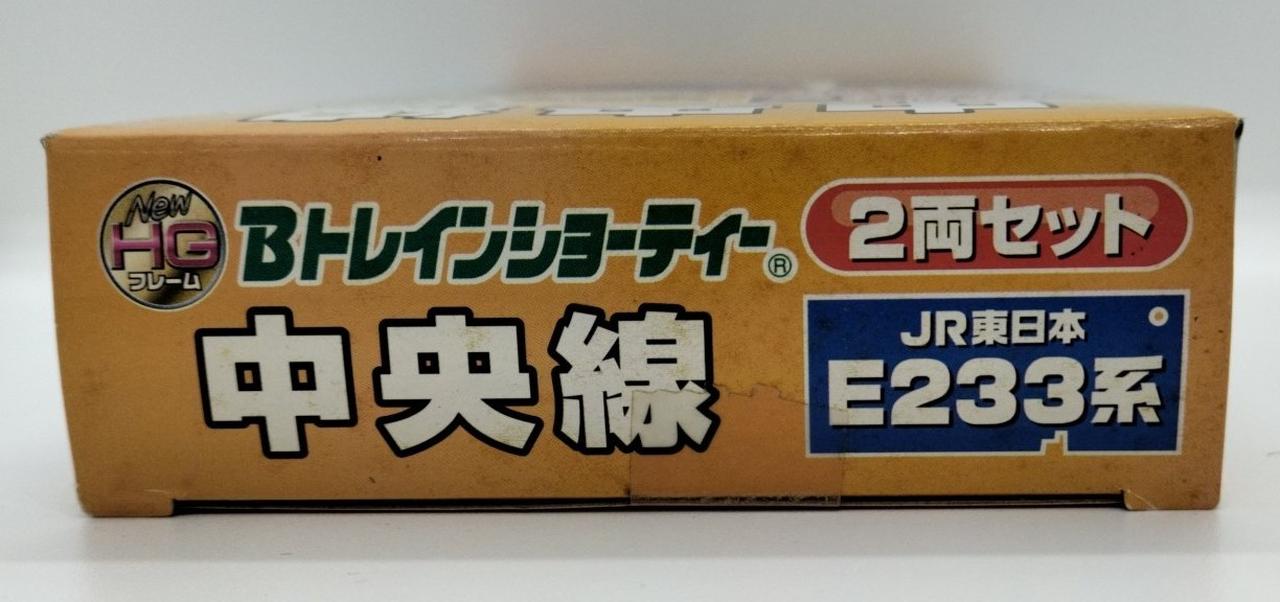 New
HG
フレーム
Bトレインショーティー®
2両セット
中央線
JR東日本
E233系